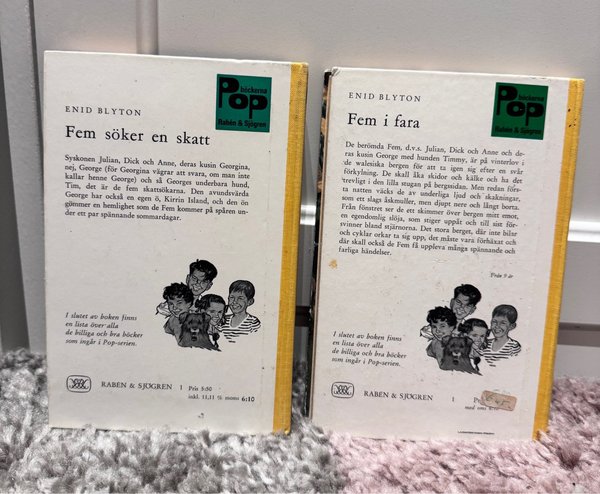 Pop
böckerna
Rabén & Sjögren
ENID BLYTON
Fem söker en skatt
Syskonen Julian, Dick och Anne, deras kusin Georgina,
nej, George (för Georgina vägrar att svara, om man inte
kallar henne George) och så Georges underbara hund,
Tim, det är de fem skattsökarna. Den avundsvärda
George har också en egen ö, Kirrin Island, och den ön
gömmer en hemlighet som de Fem kommer på spåren un-
der ett par spännande sommardagar.
I slutet av boken finns
en lista över alla
de billiga och bra böcker
som ingår i Pop-serien.
RABÉN & SJÖGREN 1 Pris 5:50
inkl. 11,11 % moms 6:10
Pop
böckerna
Rabén & Sjögren
ENID BLYTON
Fem i fara
De berömda Fem, d.v.s. Julian, Dick och Anne och de-
ras kusin George med hunden Timmy, är på vinterlov i
de walesiska bergen för att ta igen sig efter en svår
förkylning. De skall åka skidor och kälke och ha det
trevligt i den lilla stugan på bergssidan. Men redan förs-
ta natten väcks de av underliga ljud och skakningar,
som ett slags åskmuller, men djupt nere och långt borta.
Från fönstret ser de ett skimmer över bergen mitt emot,
en egendomlig slöja, som stiger uppåt och till sist för-
svinner bland stjärnorna. Det stora berget, där inte bilar
och cyklar orkar ta sig upp, det måste vara förhäxat och
där skall också de Fem få uppleva många spännande och
farliga händelser.
Från 9 år
I slutet av boken finns
en lista över alla
de billiga och bra böcker
som ingår i Pop-serien.
RABÉN & SJÖGREN 1
med oms